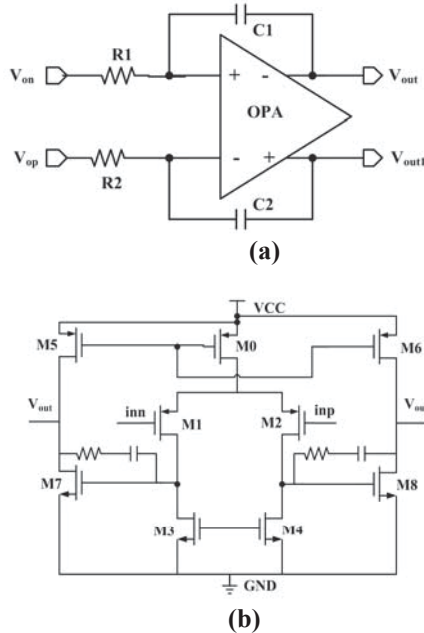 C1
R1
V_on
+
-
V_out
OPA
V_op
-
+
V_out1
R2
C2
(a)
VCC
M5
M0
M6
V_out
inn
inp
M1
M2
M7
M8
M3
M4
GND
(b)